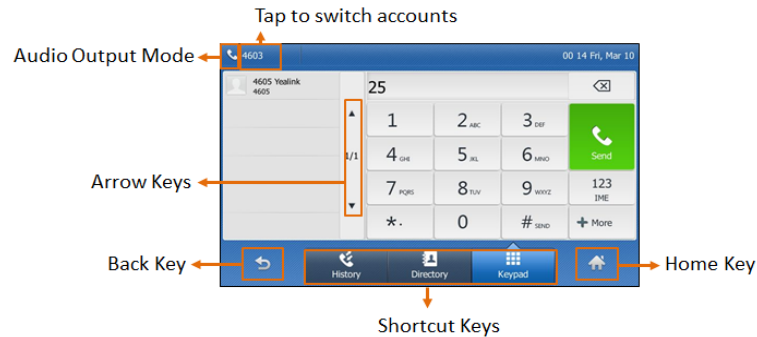 Tap to switch accounts
Audio Output Mode
4603
00 14 Fri, Mar 10
4605 Yealink
4605
25
1
2 ABC
3 DEF
Send
1/1
4 GHI
5 JKL
6 MNO
Arrow Keys
7 PQRS
8 TUV
9 WXYZ
123
IME
*.
0
# SEND
+ More
Back Key
History
Directory
Keypad
Home Key
Shortcut Keys